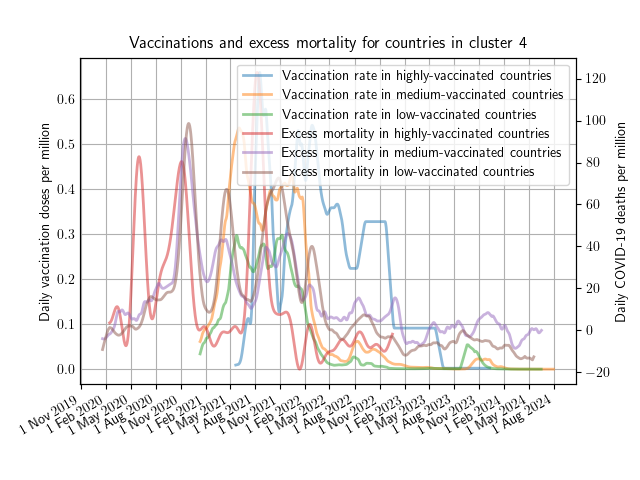 Vaccinations and excess mortality for countries in cluster 4
Vaccination rate in highly-vaccinated countries
Vaccination rate in medium-vaccinated countries
Vaccination rate in low-vaccinated countries
Excess mortality in highly-vaccinated countries
Excess mortality in medium-vaccinated countries
Excess mortality in low-vaccinated countries
Daily vaccination doses per million
0.6
0.5
0.4
0.3
0.2
0.1
0.0
Daily COVID-19 deaths per million
120
100
80
60
40
20
0
−20
1 Nov 2019
1 Feb 2020
1 May 2020
1 Aug 2020
1 Nov 2020
1 Feb 2021
1 May 2021
1 Aug 2021
1 Nov 2021
1 Feb 2022
1 May 2022
1 Aug 2022
1 Nov 2022
1 Feb 2023
1 May 2023
1 Aug 2023
1 Nov 2023
1 Feb 2024
1 May 2024
1 Aug 2024